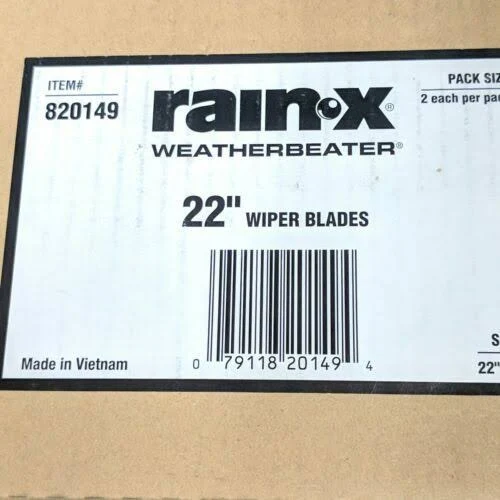 ITEM#
820149
rain-x®
WEATHERBEATER®
PACK SIZ
2 each per pac
22" WIPER BLADES
0 79118 20149 4
Made in Vietnam
S
22"